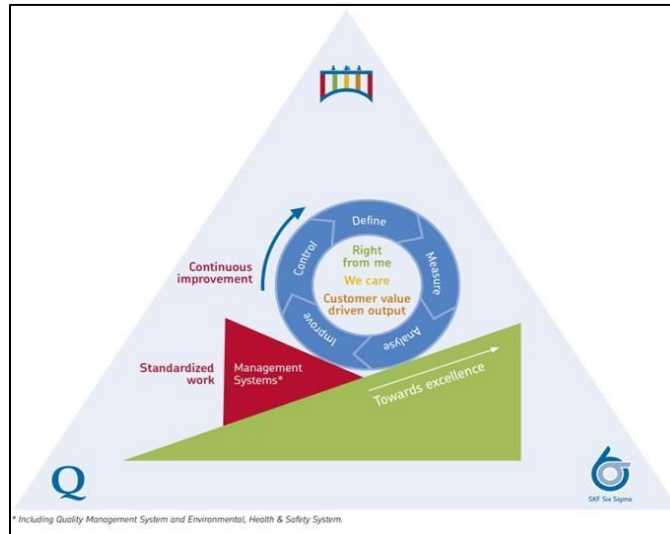 Define
Measure
Analyse
Improve
Control
Right
from me
We care
Customer value
driven output
Continuous
improvement
Standardized
work
Management
Systems*
Towards excellence
Q
SKF Six Sigma
* Including Quality Management System and Environmental, Health & Safety System.